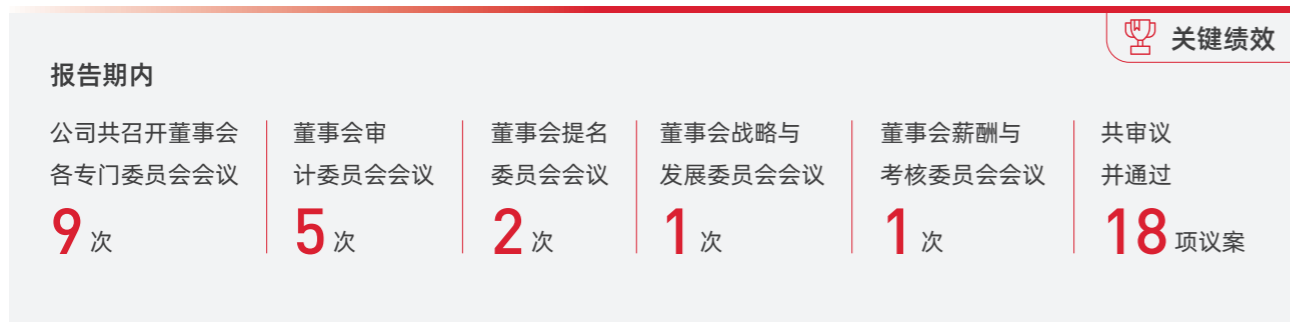 关键绩效
报告期内
公司共召开董事会
各专门委员会会议
9 次
董事会审
计委员会会议
5 次
董事会提名
委员会会议
2 次
董事会战略与
发展委员会会议
1 次
董事会薪酬与
考核委员会会议
1 次
共审议
并通过
18 项议案